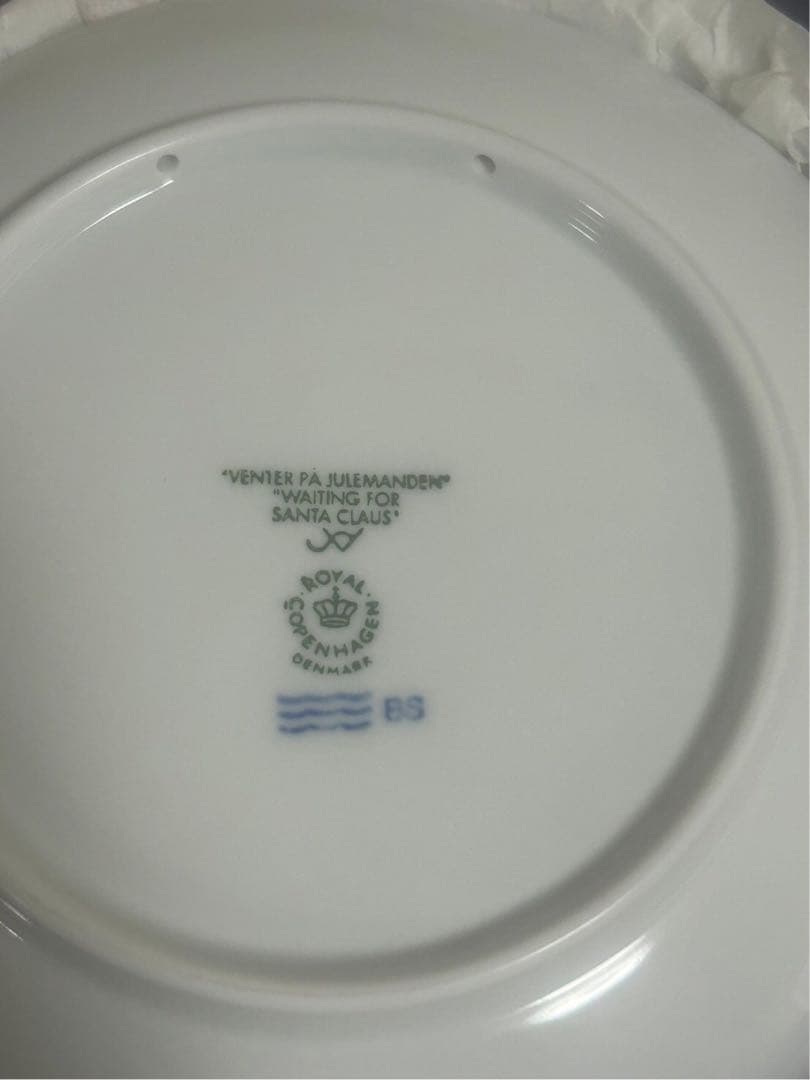 "VENTER PÅ JULEMANDEN"
"WAITING FOR
SANTA CLAUS"
ROYAL
COPENHAGEN
DENMARK
BS